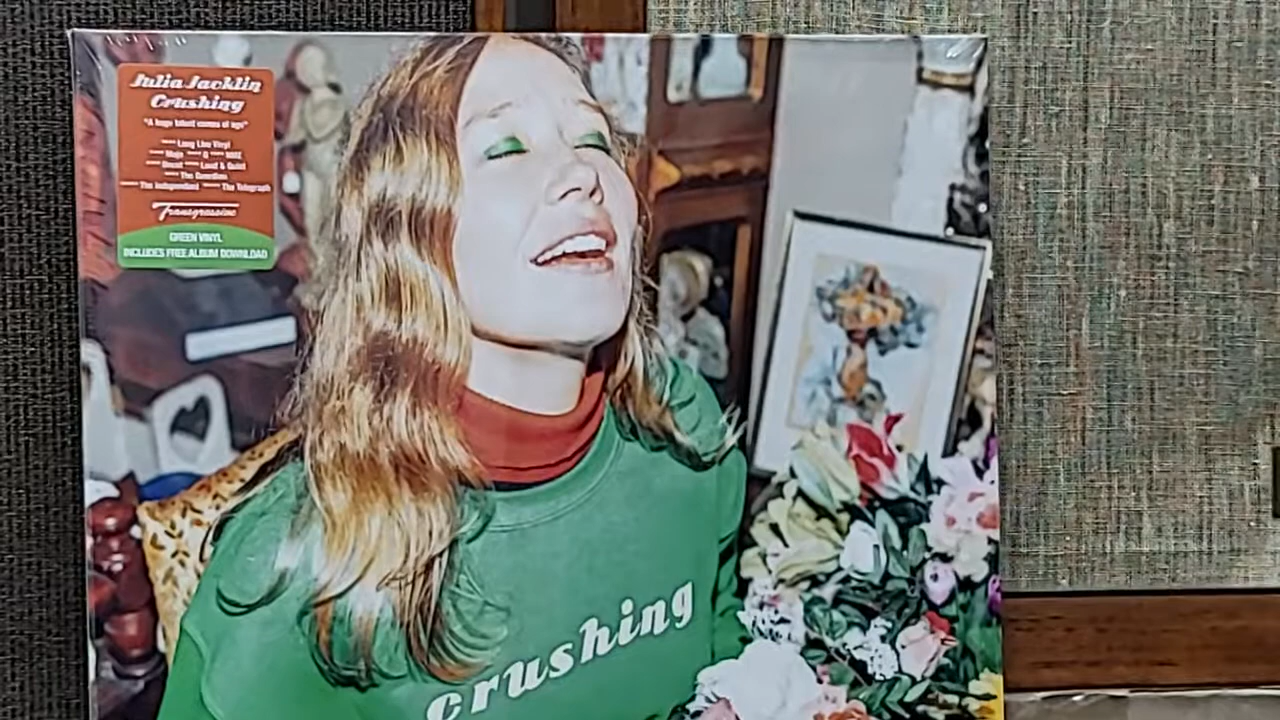 Julia Jacklin
Crushing
"A huge talent comes of age"
**** Long Live Vinyl
**** Mojo **** Q **** NME
**** Uncut **** Loud & Quiet
**** The Guardian
***** The Independent ***** The Telegraph
Transgressive
GREEN VINYL
INCLUDES FREE ALBUM DOWNLOAD
crushing